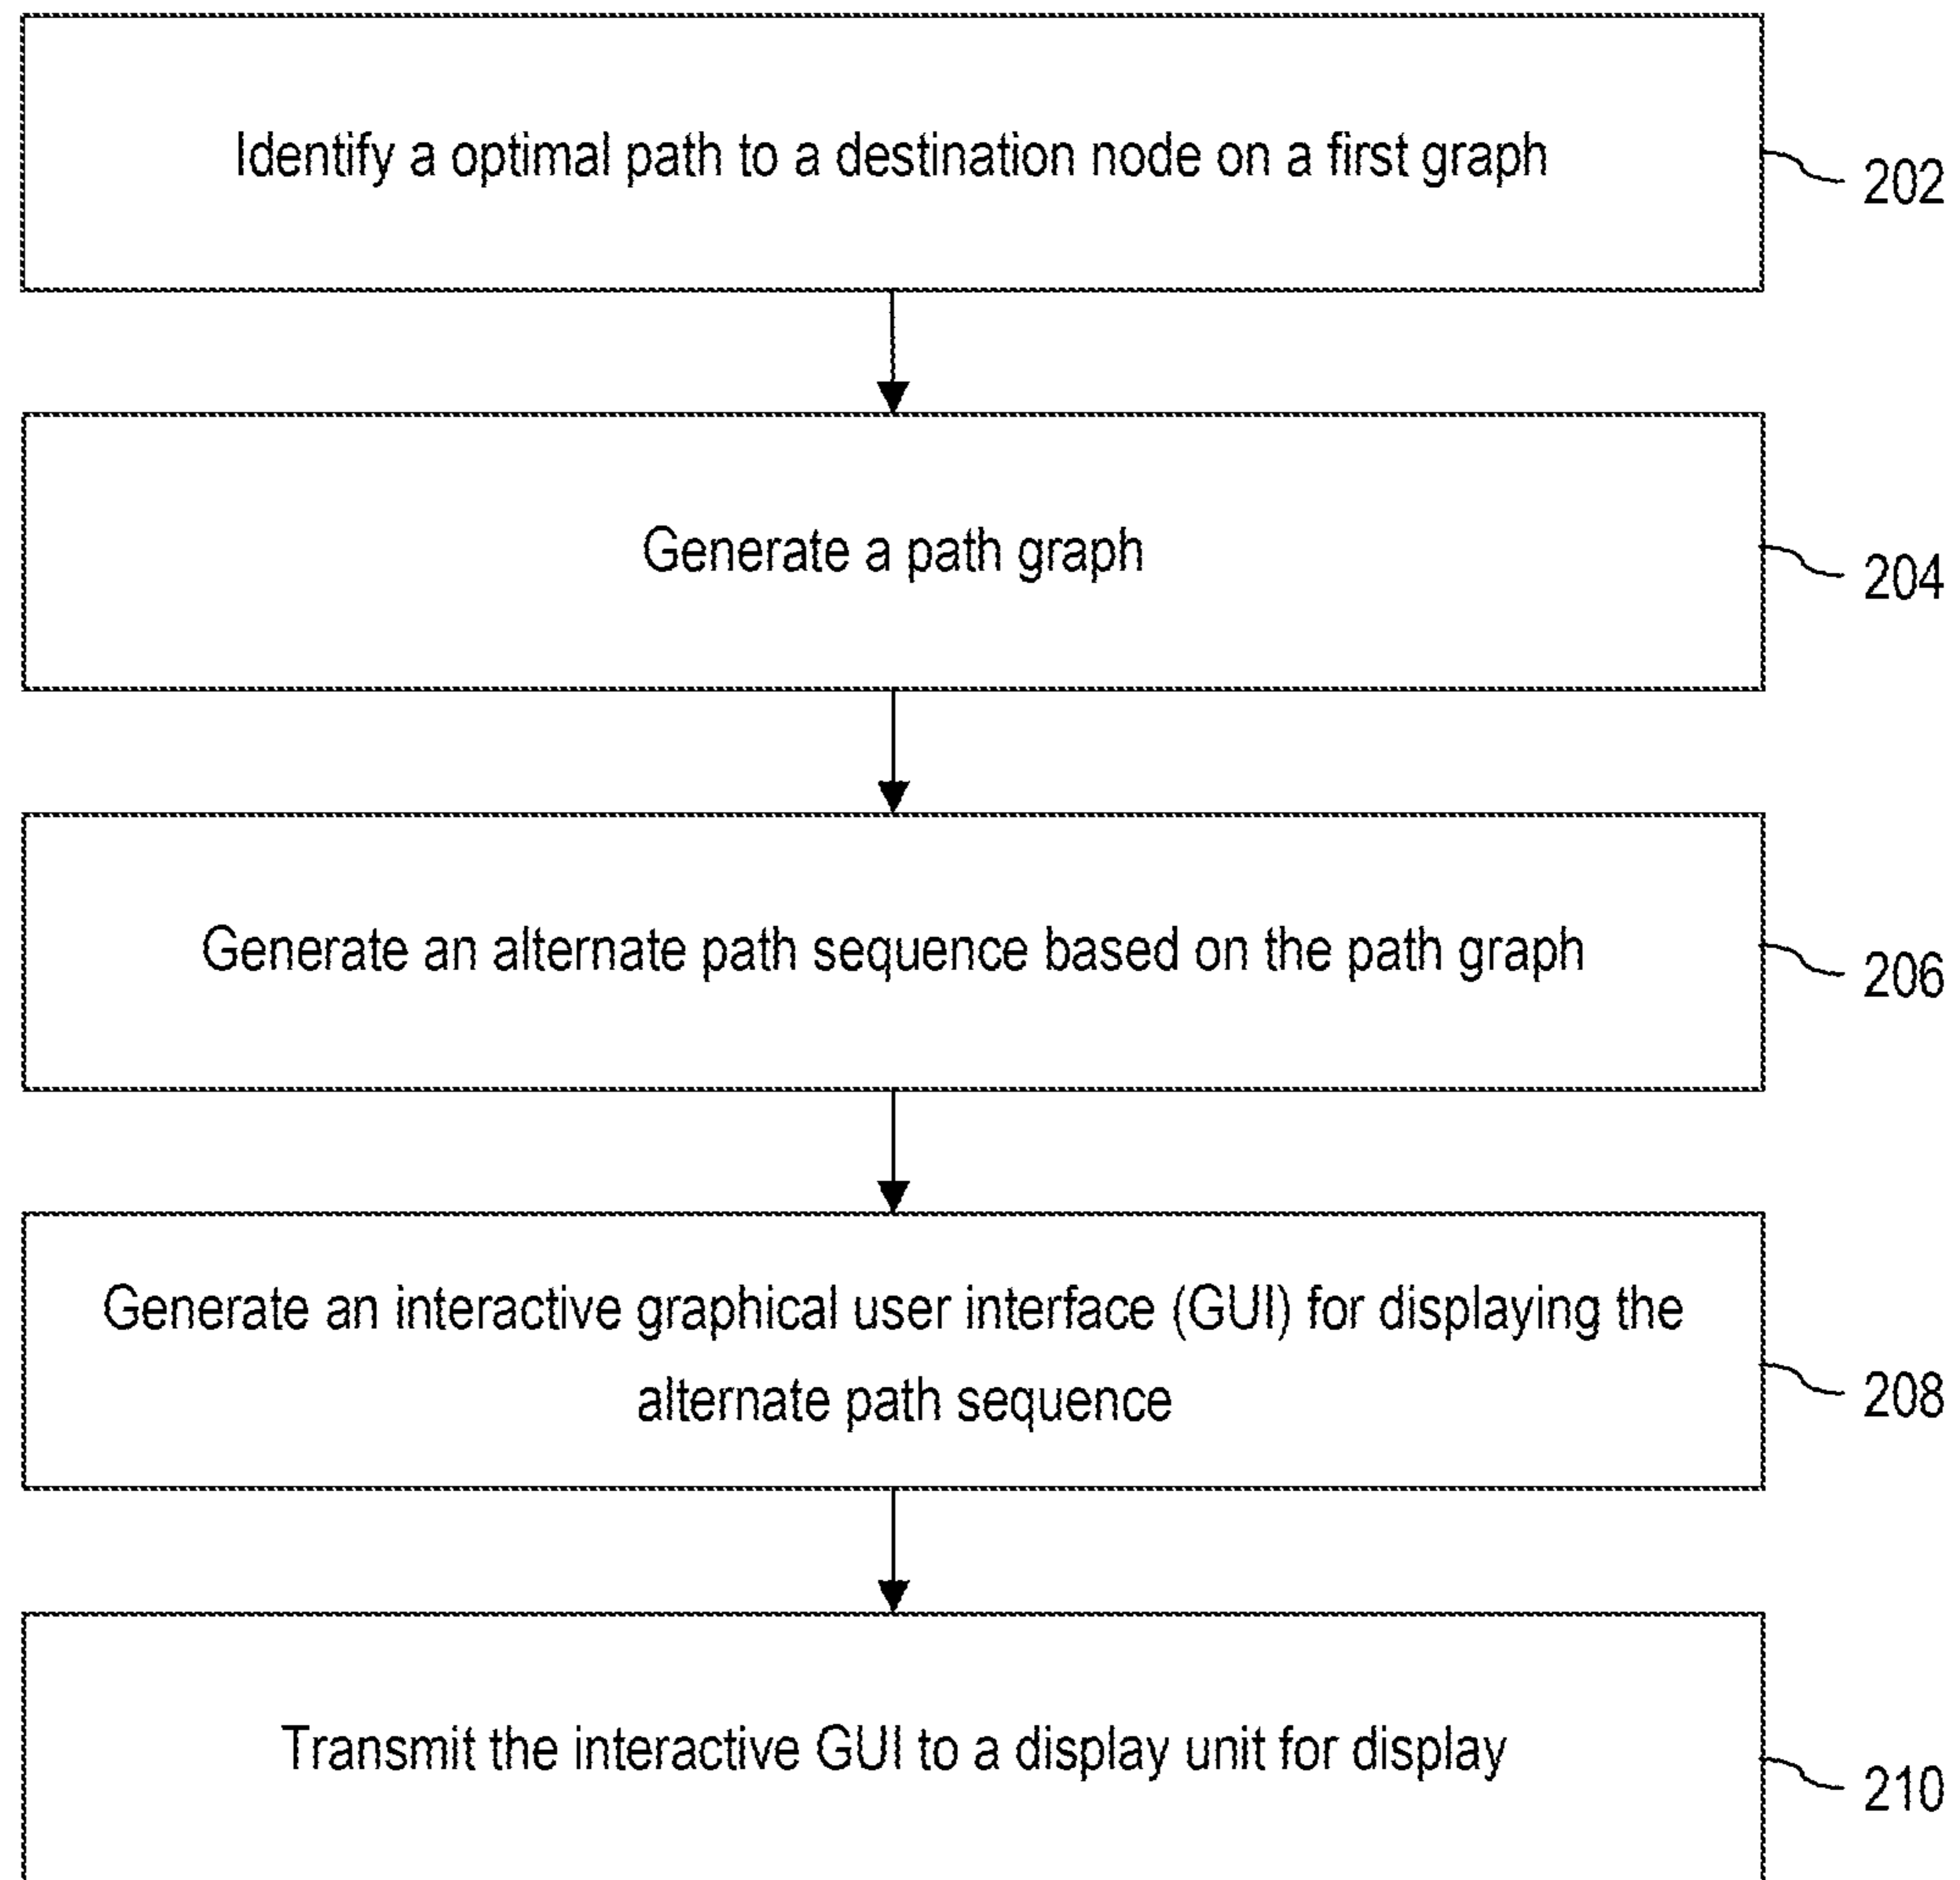 Identify a optimal path to a destination node on a first graph
202
Generate a path graph
204
Generate an alternate path sequence based on the path graph
206
Generate an interactive graphical user interface (GUI) for displaying the
alternate path sequence
208
Transmit the interactive GUI to a display unit for display
210